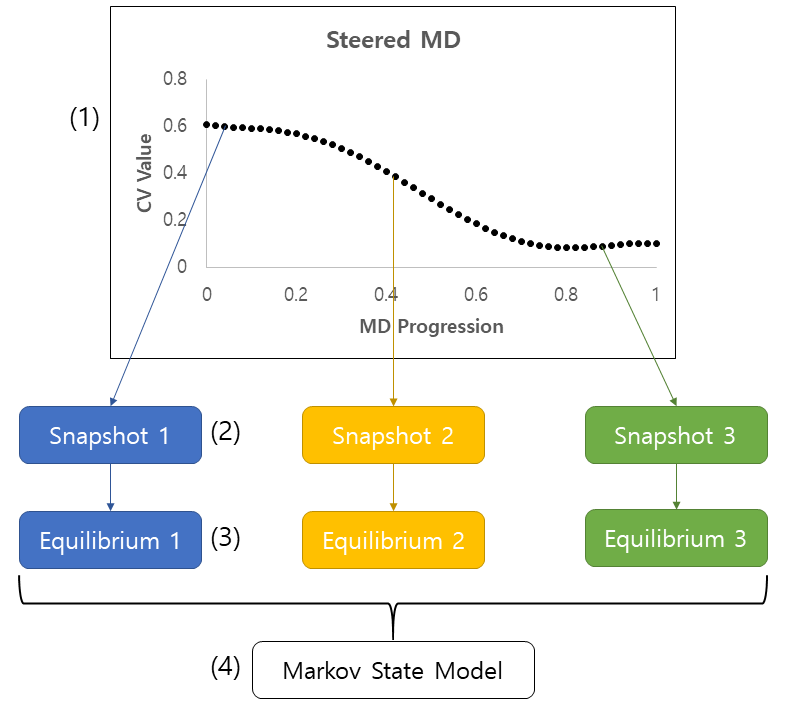 Steered MD
(1)
CV Value
0.8
0.6
0.4
0.2
0
0 0.2 0.4 0.6 0.8 1
MD Progression
Snapshot 1 (2) Snapshot 2 Snapshot 3
Equilibrium 1 (3) Equilibrium 2 Equilibrium 3
(4) Markov State Model